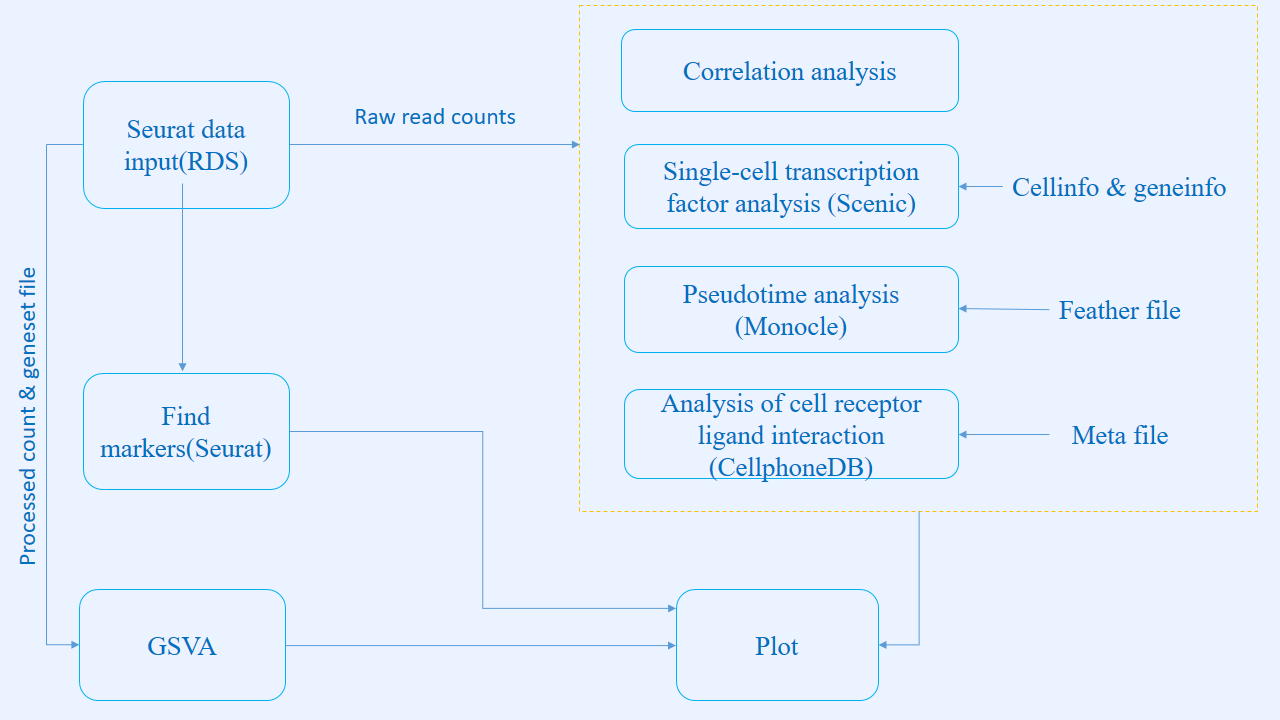 Correlation analysis
Raw read counts
Seurat data
input(RDS)
Single-cell transcription
factor analysis (Scenic)
Cellinfo & geneinfo
Pseudotime analysis
(Monocle)
Feather file
Processed count & geneset file
Find
markers(Seurat)
Analysis of cell receptor
ligand interaction
(CellphoneDB)
Meta file
GSVA
Plot